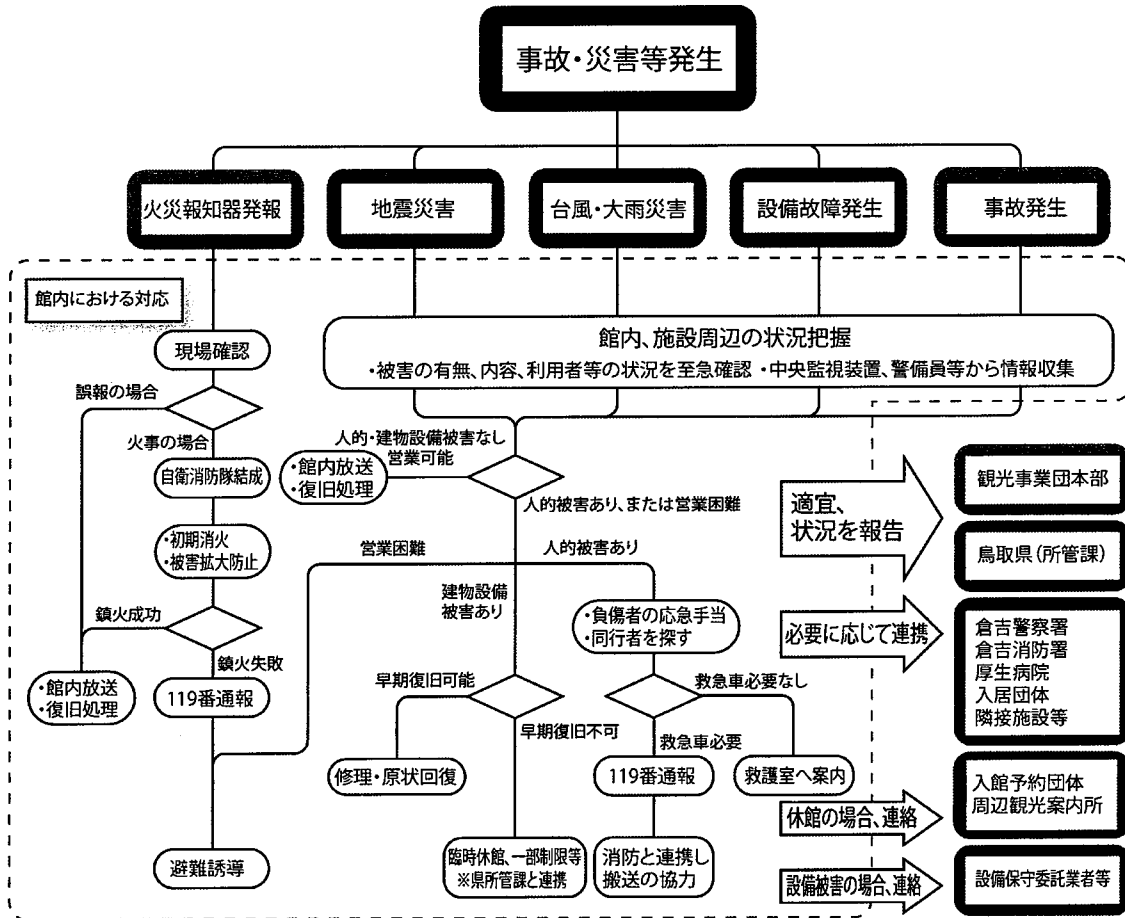 事故・災害等発生
火災報知器発報
地震災害
台風・大雨災害
設備故障発生
事故発生
館内における対応
現場確認
館内、施設周辺の状況把握
・被害の有無、内容、利用者等の状況を至急確認 ・中央監視装置、警備員等から情報収集
誤報の場合
火事の場合
自衛消防隊結成
・初期消火
・被害拡大防止
鎮火成功
鎮火失敗
・館内放送
・復旧処理
119番通報
避難誘導
人的・建物設備被害なし
営業可能
・館内放送
・復旧処理
人的被害あり、または営業困難
営業困難
人的被害あり
建物設備
被害あり
・負傷者の応急手当
・同行者を探す
早期復旧可能
早期復旧不可
修理・原状回復
臨時休館、一部制限等
※県所管課と連携
救急車必要なし
救急車必要
119番通報
救護室へ案内
消防と連携し
搬送の協力
適宜、
状況を報告
観光事業団本部
鳥取県(所管課)
必要に応じて連携
倉吉警察署
倉吉消防署
厚生病院
入居団体
隣接施設等
休館の場合、連絡
入館予約団体
周辺観光案内所
設備被害の場合、連絡
設備保守委託業者等